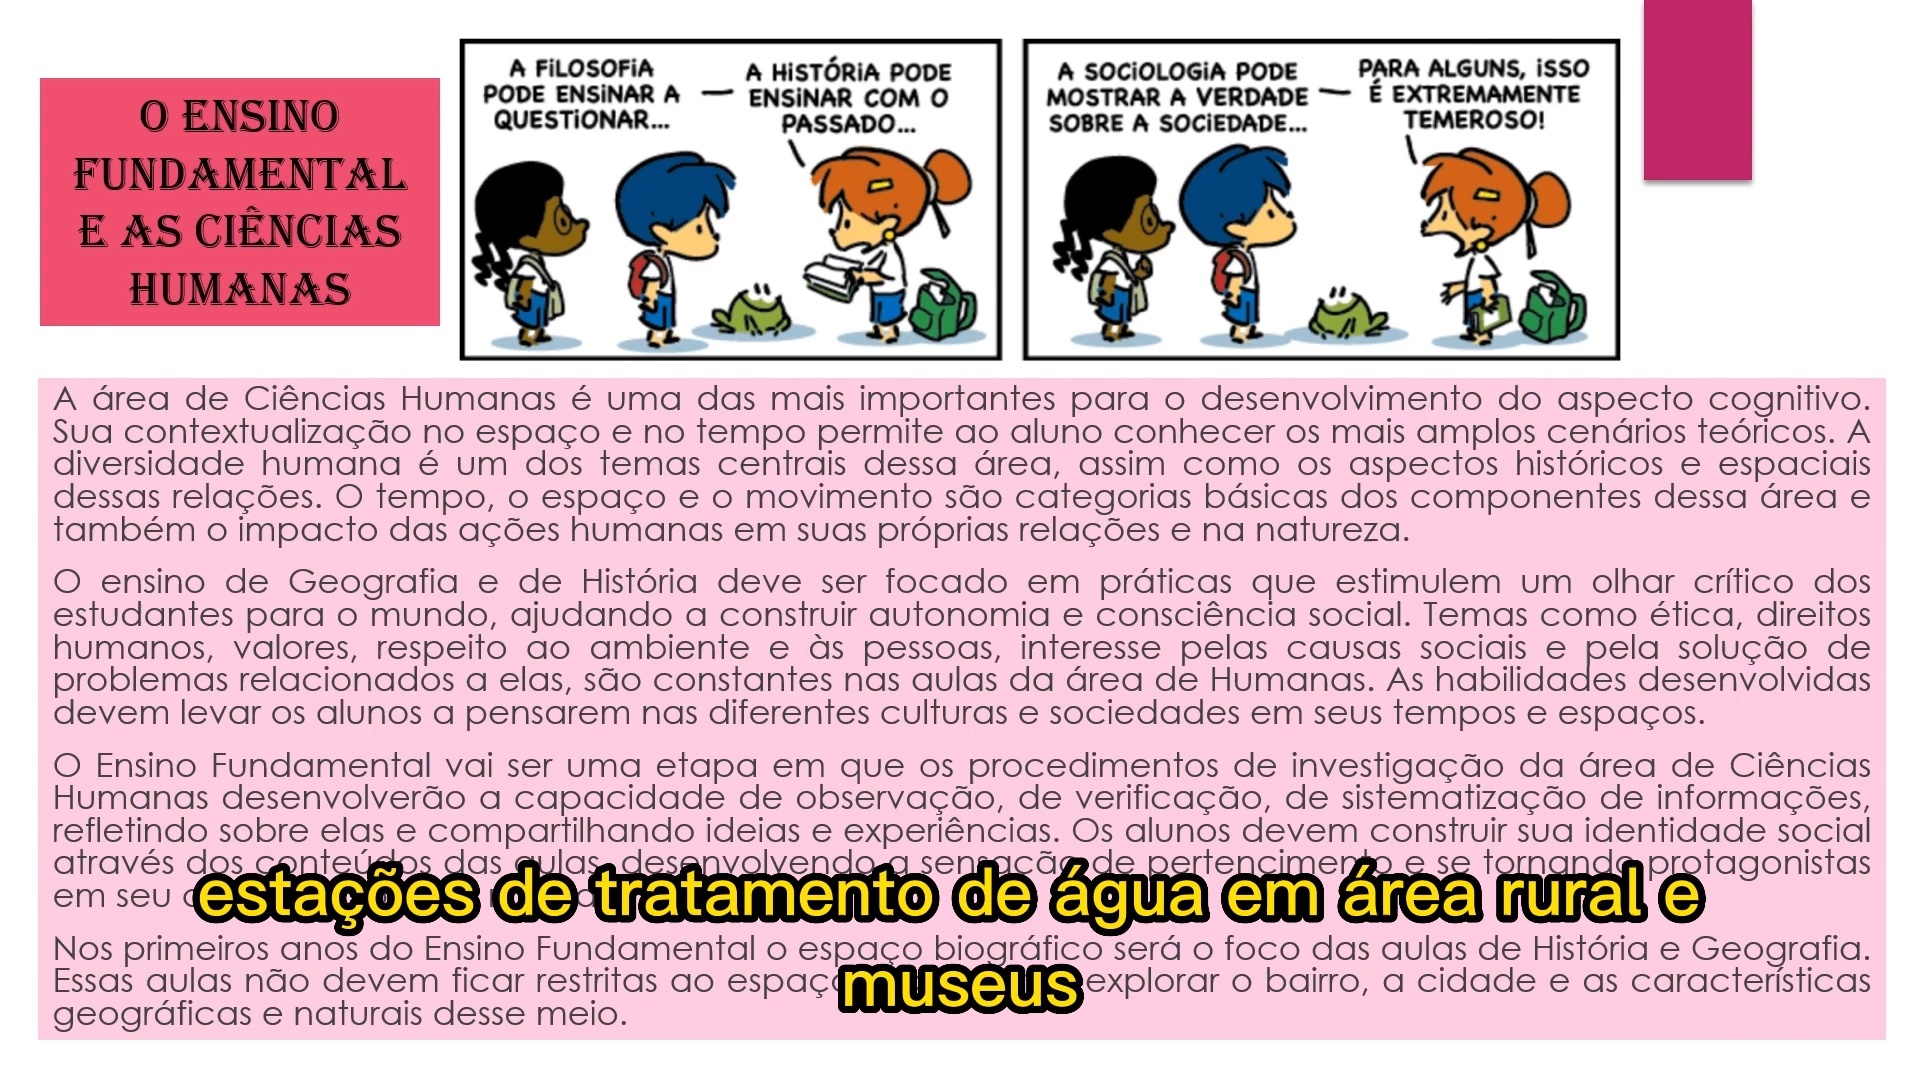 O ENSINO
FUNDAMENTAL
E AS CIÊNCIAS
HUMANAS
A FILOSOFIA
PODE ENSINAR A
QUESTIONAR...
A HISTÓRIA PODE
ENSINAR COM O
PASSADO...
A SOCIOLOGIA PODE
MOSTRAR A VERDADE
SOBRE A SOCIEDADE...
PARA ALGUNS, ISSO
É EXTREMAMENTE
TEMEROSO!
A área de Ciências Humanas é uma das mais importantes para o desenvolvimento do aspecto cognitivo.
Sua contextualização no espaço e no tempo permite ao aluno conhecer os mais amplos cenários teóricos. A
diversidade humana é um dos temas centrais dessa área, assim como os aspectos históricos e espaciais
dessas relações. O tempo, o espaço e o movimento são categorias básicas dos componentes dessa área e
também o impacto das ações humanas em suas próprias relações e na natureza.
O ensino de Geografia e de História deve ser focado em práticas que estimulem um olhar crítico dos
estudantes para o mundo, ajudando a construir autonomia e consciência social. Temas como ética, direitos
humanos, valores, respeito ao ambiente e às pessoas, interesse pelas causas sociais e pela solução de
problemas relacionados a elas, são constantes nas aulas da área de Humanas. As habilidades desenvolvidas
devem levar os alunos a pensarem nas diferentes culturas e sociedades em seus tempos e espaços.
O Ensino Fundamental vai ser uma etapa em que os procedimentos de investigação da área de Ciências
Humanas desenvolverão a capacidade de observação, de verificação, de sistematização de informações,
refletindo sobre elas e compartilhando ideias e experiências. Os alunos devem construir sua identidade social
através dos conteúdos das aulas, desenvolvendo a sensação de pertencimento e se tornando protagonistas
em seu
estações de tratamento de água em área rural e
museus
Nos primeiros anos do Ensino Fundamental o espaço biográfico será o foco das aulas de História e Geografia.
Essas aulas não devem ficar restritas ao explorar o bairro, a cidade e as características
geográficas e naturais desse meio.